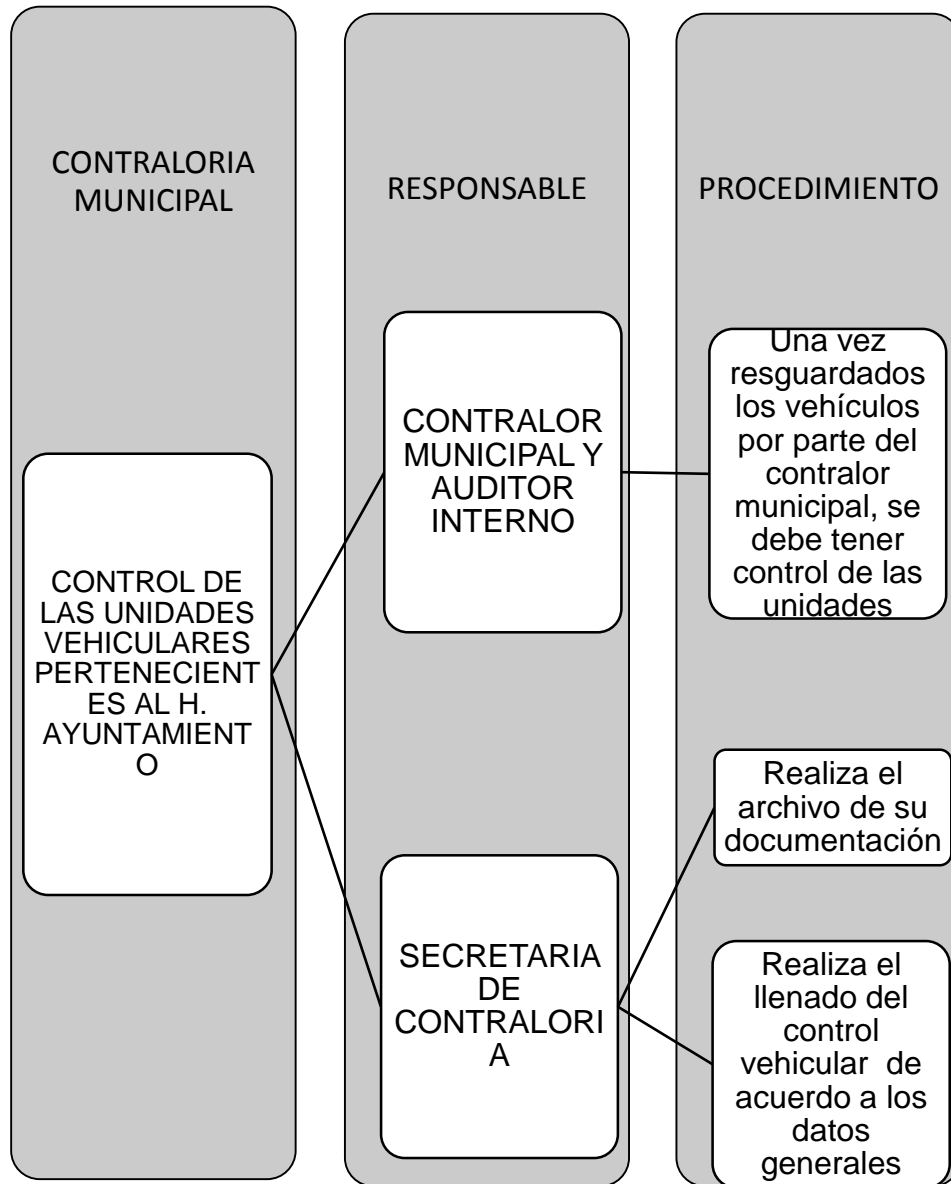 CONTRALORIA
MUNICIPAL
RESPONSABLE
PROCEDIMIENTO
CONTROL DE
LAS UNIDADES
VEHICULARES
PERTENECIENT
ES AL H.
AYUNTAMIENT
O
CONTRALOR
MUNICIPAL Y
AUDITOR
INTERNO
Una vez
resguardados
los vehículos
por parte del
contralor
municipal, se
debe tener
control de las
unidades
SECRETARIA
DE
CONTRALORI
A
Realiza el
archivo de su
documentación
Realiza el
llenado del
control
vehicular de
acuerdo a los
datos
generales